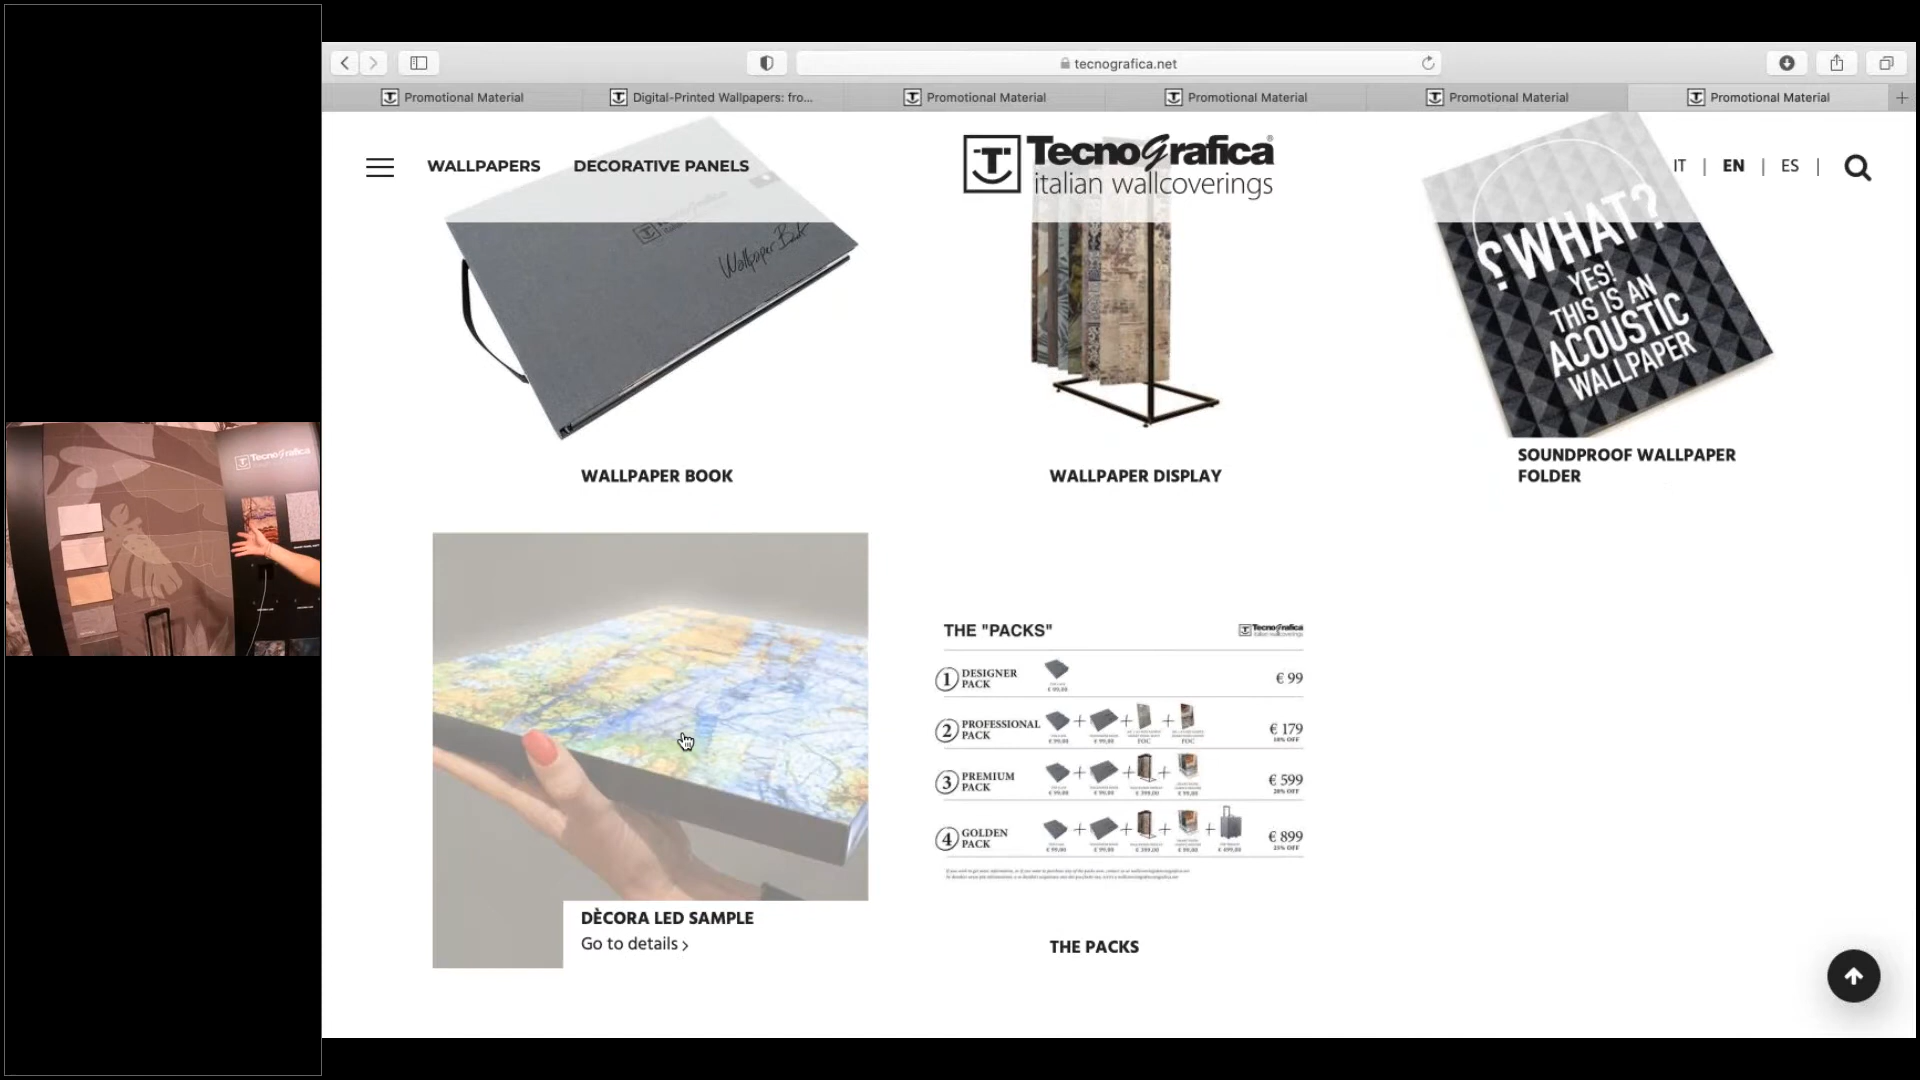 tecnografica.net
Promotional Material
Digital-Printed Wallpapers: fro...
Promotional Material
Promotional Material
Promotional Material
Promotional Material
WALLPAPERS
DECORATIVE PANELS
TecnoGrafica
italian wallcoverings
IT | EN | ES |
Wallpaper Book
?WHAT?
YES!
THIS IS AN
ACOUSTIC
WALLPAPER
WALLPAPER BOOK
WALLPAPER DISPLAY
SOUNDPROOF WALLPAPER
FOLDER
TecnoGrafica
THE "PACKS"
TecnoGrafica
1 DESIGNER
PACK
€ 99
2 PROFESSIONAL
PACK
€ 179
10% OFF
3 PREMIUM
PACK
€ 599
20% OFF
4 GOLDEN
PACK
€ 899
25% OFF
DÈCORA LED SAMPLE
Go to details ›
THE PACKS